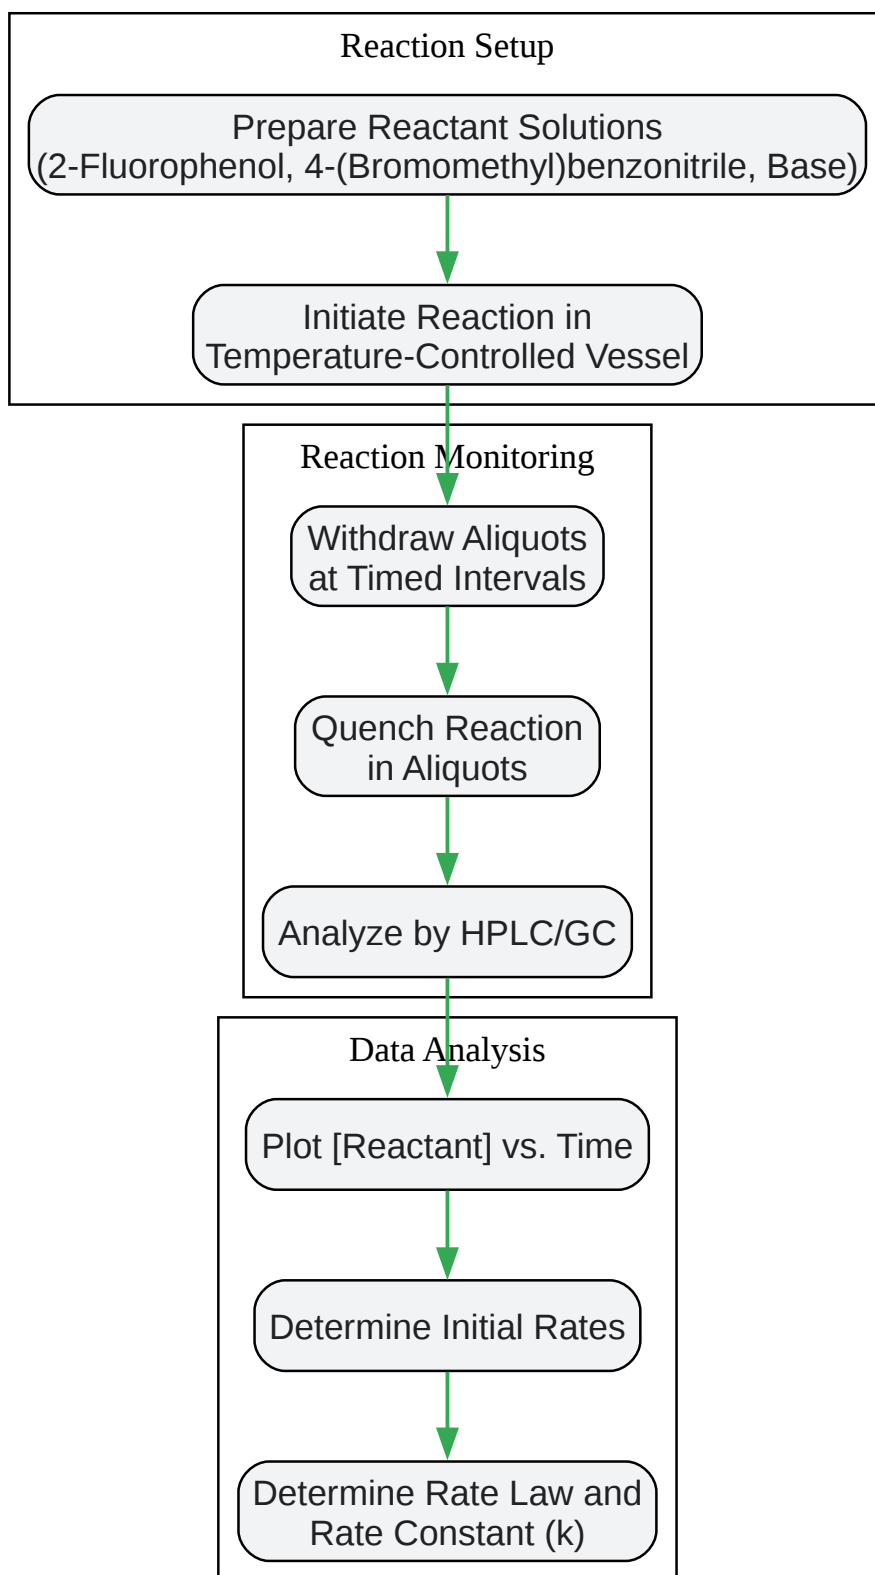 Reaction Setup
Prepare Reactant Solutions
(2-Fluorophenol, 4-(Bromomethyl)benzonitrile, Base)
Initiate Reaction in
Temperature-Controlled Vessel
Reaction Monitoring
Withdraw Aliquots
at Timed Intervals
Quench Reaction
in Aliquots
Analyze by HPLC/GC
Data Analysis
Plot [Reactant] vs. Time
Determine Initial Rates
Determine Rate Law and
Rate Constant (k)